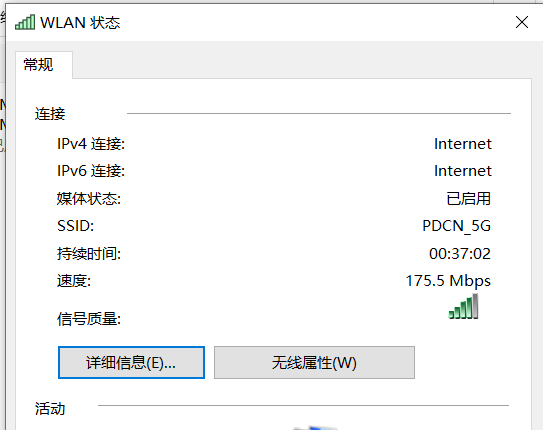 WLAN 状态
常规
连接
IPv4 连接: Internet
IPv6 连接: Internet
媒体状态: 已启用
SSID: PDCN_5G
持续时间: 00:37:02
速度: 175.5 Mbps
信号质量:
详细信息(E)... 无线属性(W)
活动